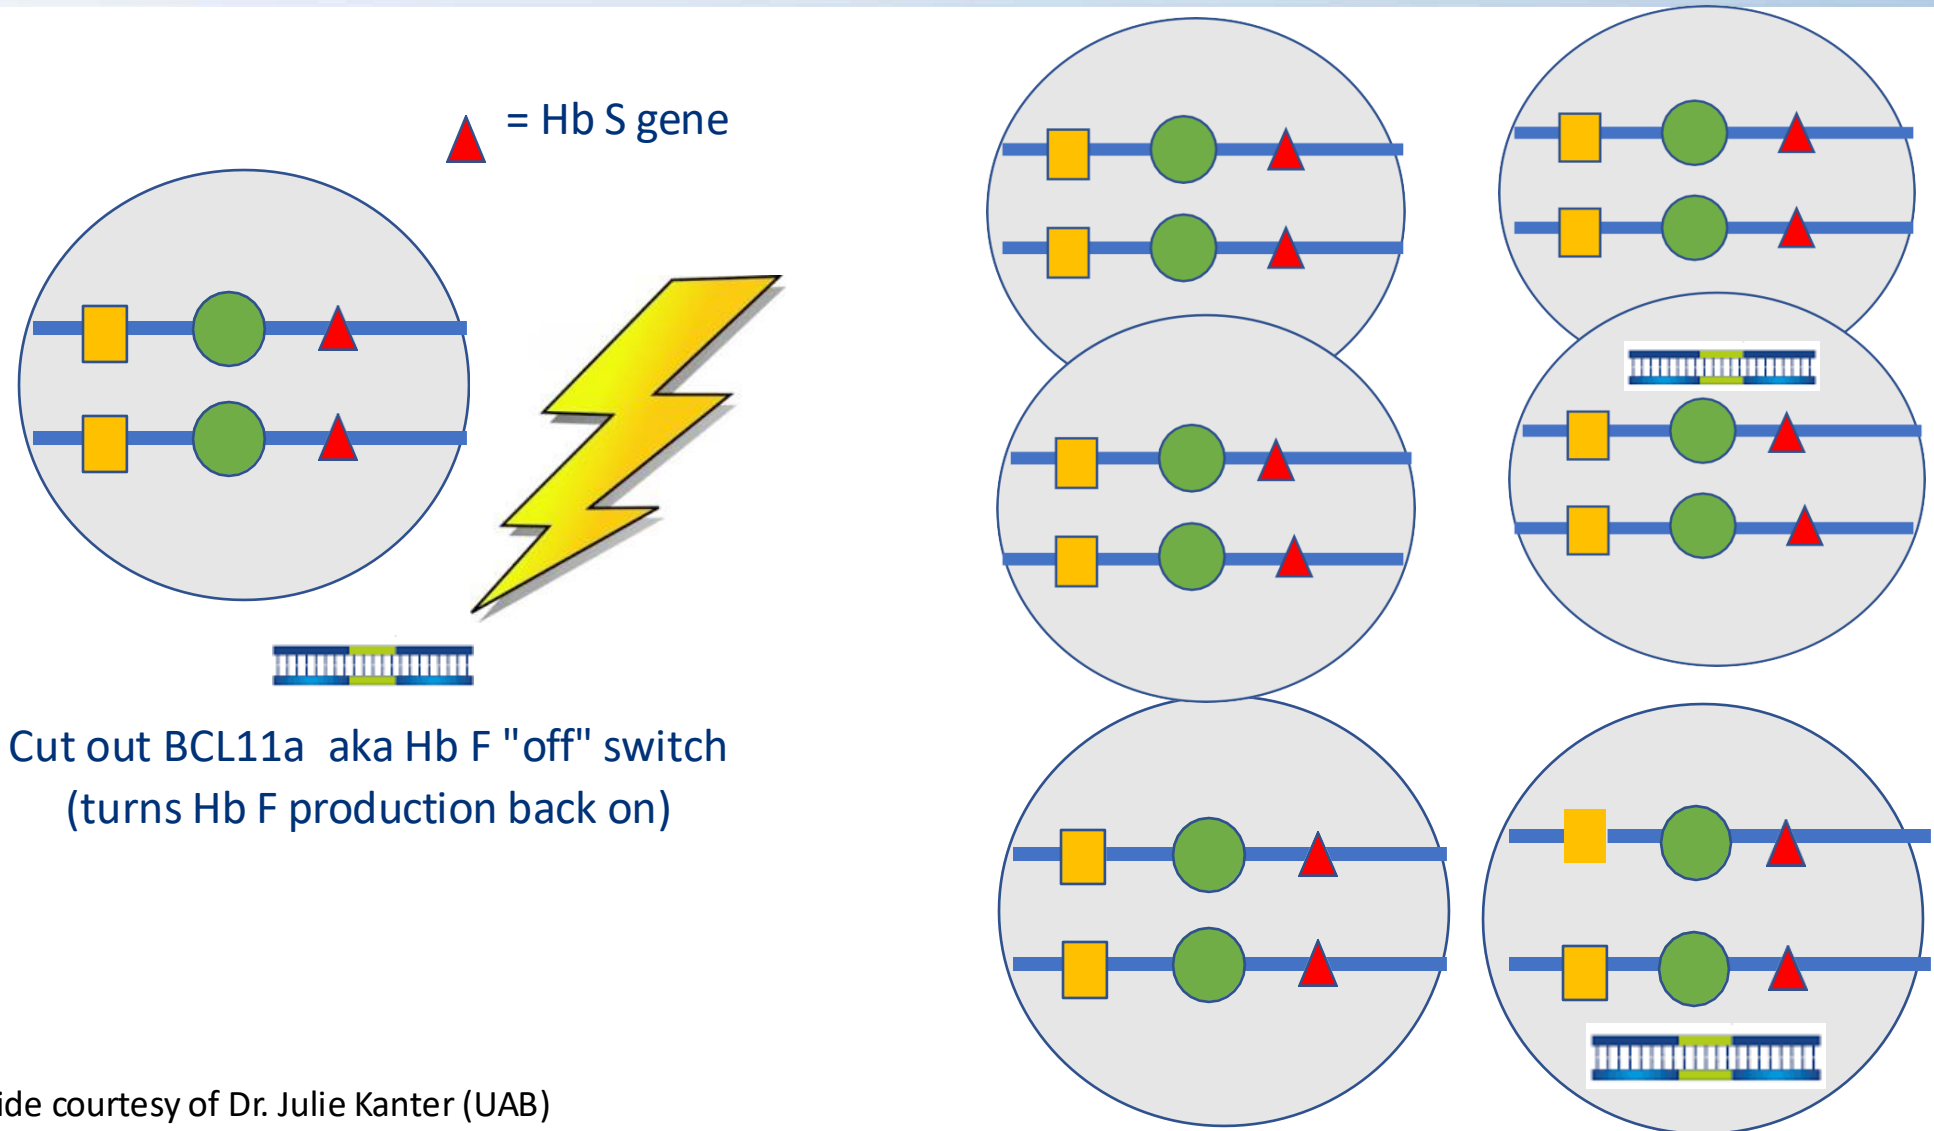 = Hb S gene
Cut out BCL11a aka Hb F "off" switch
(turns Hb F production back on)
ide courtesy of Dr. Julie Kanter (UAB)